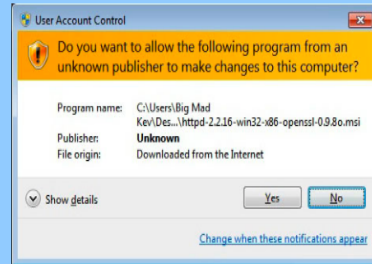 User Account Control
Do you want to allow the following program from an
unknown publisher to make changes to this computer?
Program name: C:\Users\Big Mad
Kev\Des...\httpd-2.2.16-win32-x86-openssl-0.9.8o.msi
Publisher: Unknown
File origin: Downloaded from the Internet
Show details Yes No
Change when these notifications appear